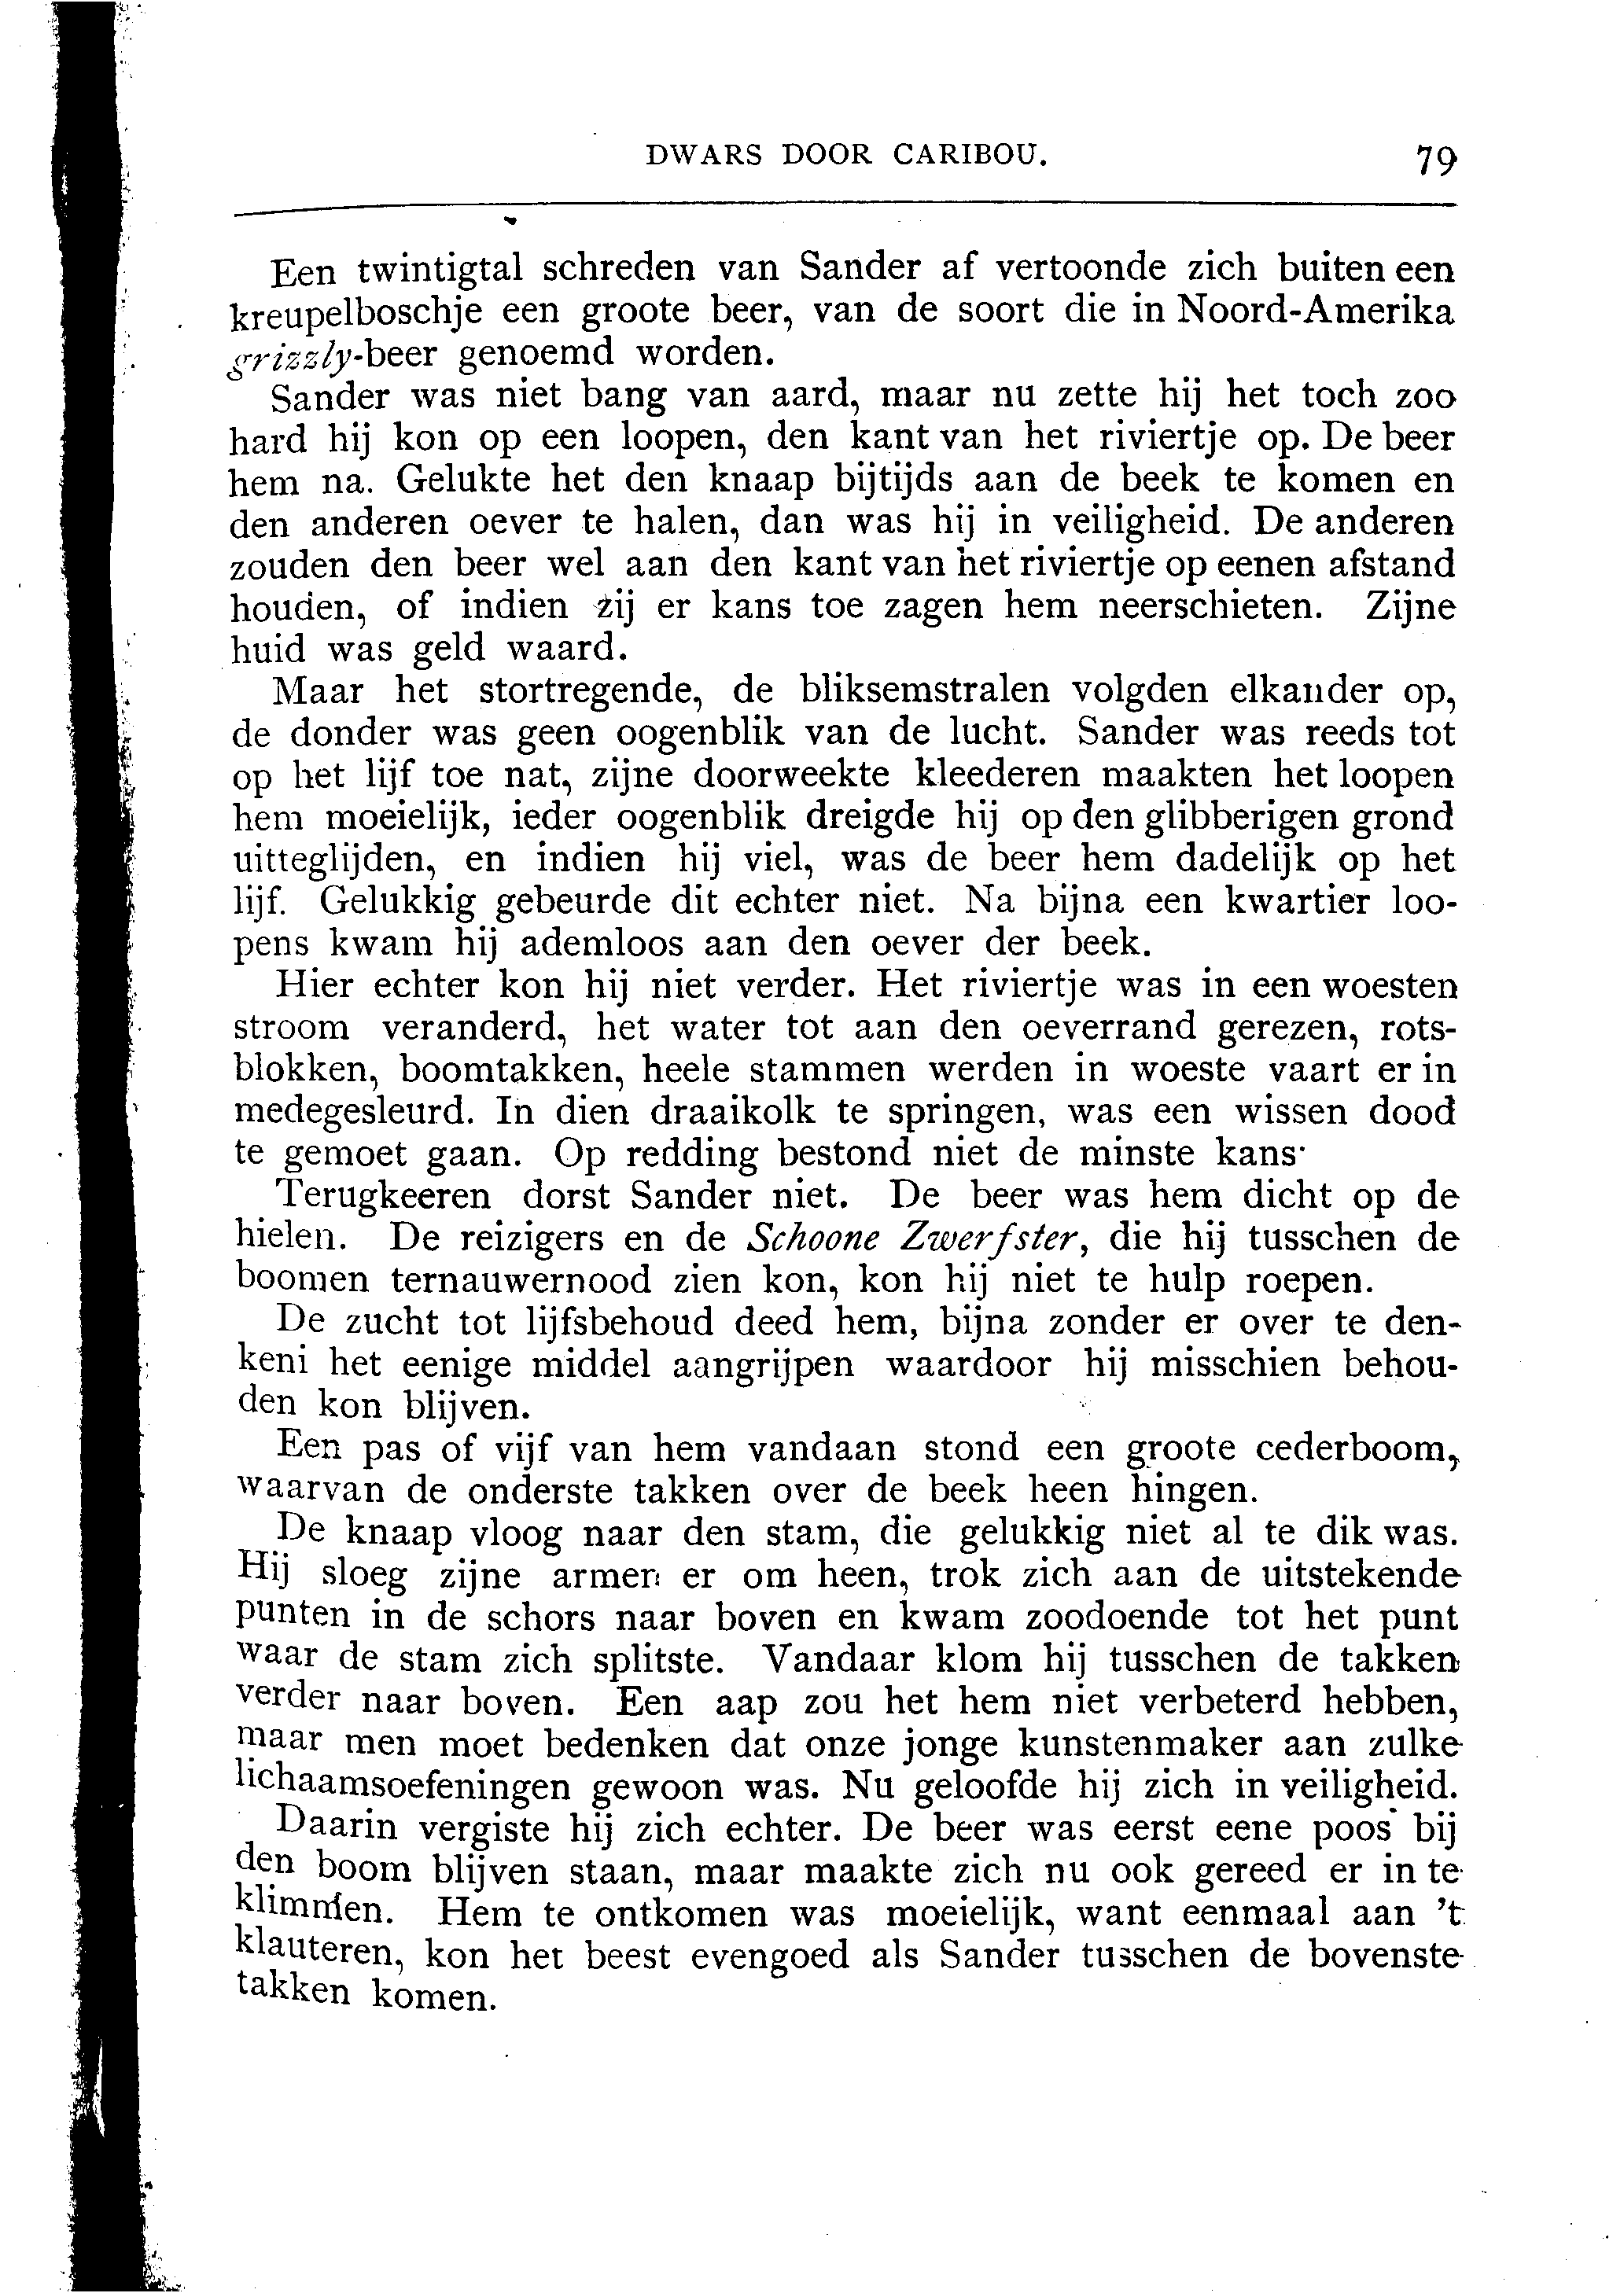 DWARS DOOR CARIBOU. 79
Een twintigtal schreden van Sander af vertoonde zich buiten een
kreupelboschje een groote beer, van de soort die in Noord-Amerika
grizzly-beer genoemd worden.
Sander was niet bang van aard, maar nu zette hij het toch zoo
hard hij kon op een loopen, den kant van het riviertje op. De beer
hem na. Gelukte het den knaap bijtijds aan de beek te komen en
den anderen oever te halen, dan was hij in veiligheid. De anderen
zouden den beer wel aan den kant van het riviertje op eenen afstand
houden, of indien zij er kans toe zagen hem neerschieten. Zijne
huid was geld waard.
Maar het stortregende, de bliksemstralen volgden elkander op,
de donder was geen oogenblik van de lucht. Sander was reeds tot
op het lijf toe nat, zijne doorweekte kleederen maakten het loopen
hem moeielijk, ieder oogenblik dreigde hij op den glibberigen grond
uitteglijden, en indien hij viel, was de beer hem dadelijk op het
lijf. Gelukkig gebeurde dit echter niet. Na bijna een kwartier loo-
pens kwam hij ademloos aan den oever der beek.
Hier echter kon hij niet verder. Het riviertje was in een woesten
stroom veranderd, het water tot aan den oeverrand gerezen, rots-
blokken, boomtakken, heele stammen werden in woeste vaart er in
medegesleurd. In dien draaikolk te springen, was een wissen dood
te gemoet gaan. Op redding bestond niet de minste kans·
Terugkeeren dorst Sander niet. De beer was hem dicht op de
hielen. De reizigers en de Schoone Zwerfster, die hij tusschen de
boomen ternauwernood zien kon, kon hij niet te hulp roepen.
De zucht tot lijfsbehoud deed hem, bijna zonder er over te den-
keni het eenige middel aangrijpen waardoor hij misschien behou-
den kon blijven.
Een pas of vijf van hem vandaan stond een groote cederboom,
waarvan de onderste takken over de beek heen hingen.
De knaap vloog naar den stam, die gelukkig niet al te dik was.
Hij sloeg zijne armen er om heen, trok zich aan de uitstekende
punten in de schors naar boven en kwam zoodoende tot het punt
waar de stam zich splitste. Vandaar klom hij tusschen de takken
verder naar boven. Een aap zou het hem niet verbeterd hebben,
maar men moet bedenken dat onze jonge kunstenmaker aan zulke
lichaamsoefeningen gewoon was. Nu geloofde hij zich in veiligheid.
Daarin vergiste hij zich echter. De beer was eerst eene poos bij
den boom blijven staan, maar maakte zich nu ook gereed er in te
klimmen. Hem te ontkomen was moeielijk, want eenmaal aan 't
klauteren, kon het beest evengoed als Sander tusschen de bovenste
takken komen.